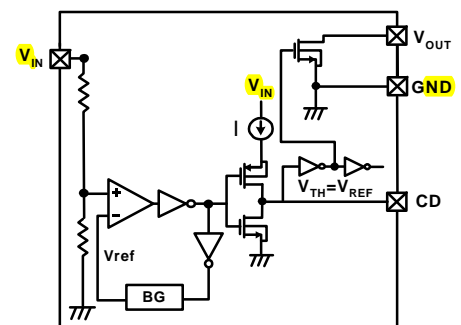 VIN
VOUT
GND
VIN
I
VTH=VREF
CD
+
−
Vref
BG